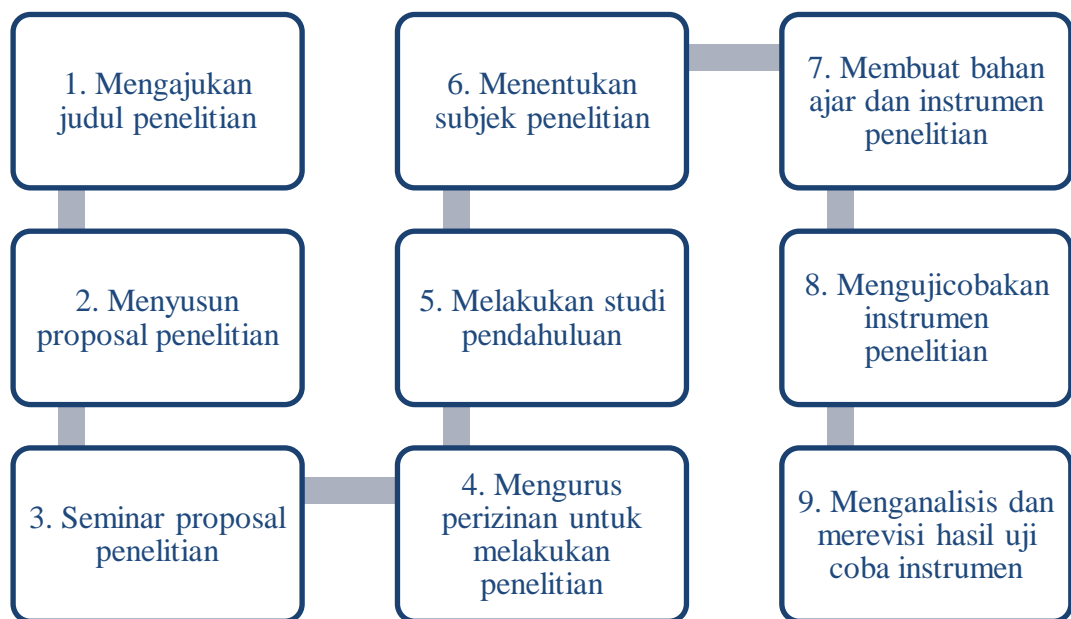 1. Mengajukan
judul penelitian
2. Menyusun
proposal penelitian
3. Seminar proposal
penelitian
4. Mengurus
perizinan untuk
melakukan
penelitian
5. Melakukan studi
pendahuluan
6. Menentukan
subjek penelitian
7. Membuat bahan
ajar dan instrumen
penelitian
8. Mengujicobakan
instrumen
penelitian
9. Menganalisis dan
merevisi hasil uji
coba instrumen